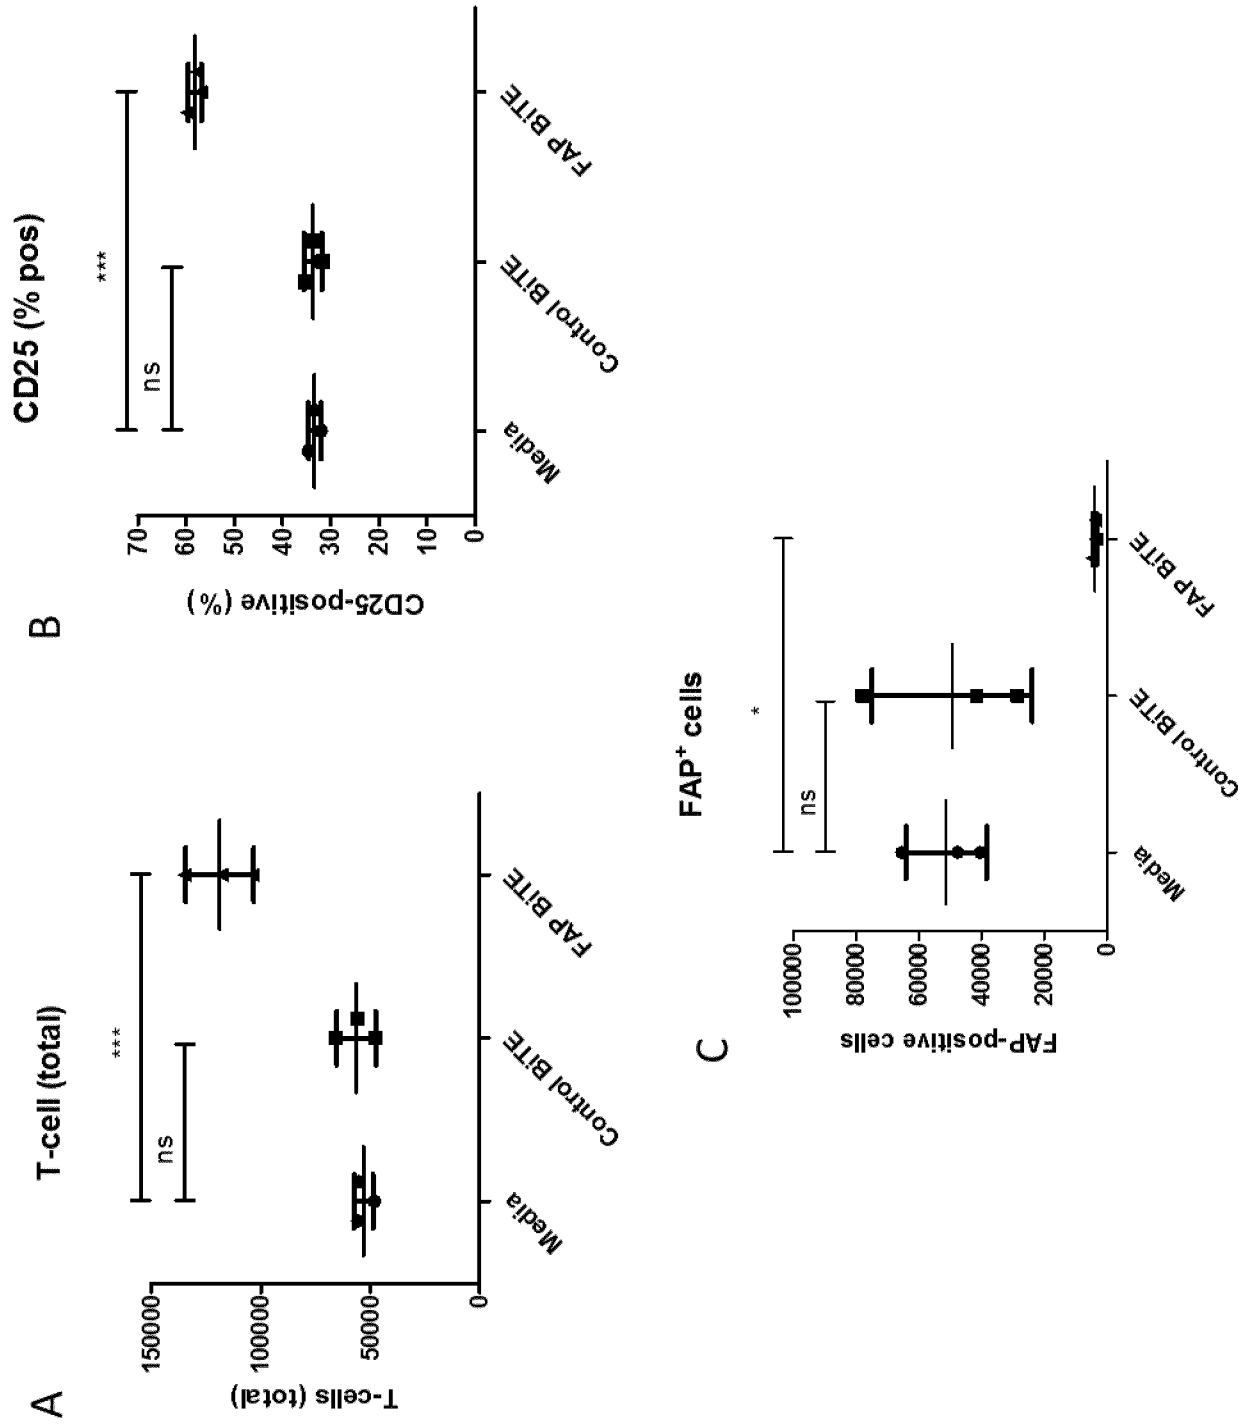 A
T-cell (total)
***
ns
T-cells (total)
150000
100000
50000
0
Media
Control BiTE
FAP BiTE
B
CD25 (% pos)
***
ns
CD25-positive (%)
70
60
50
40
30
20
10
0
Media
Control BiTE
FAP BiTE
C
FAP⁺ cells
*
ns
FAP-positive cells
100000
80000
60000
40000
20000
0
Media
Control BiTE
FAP BiTE